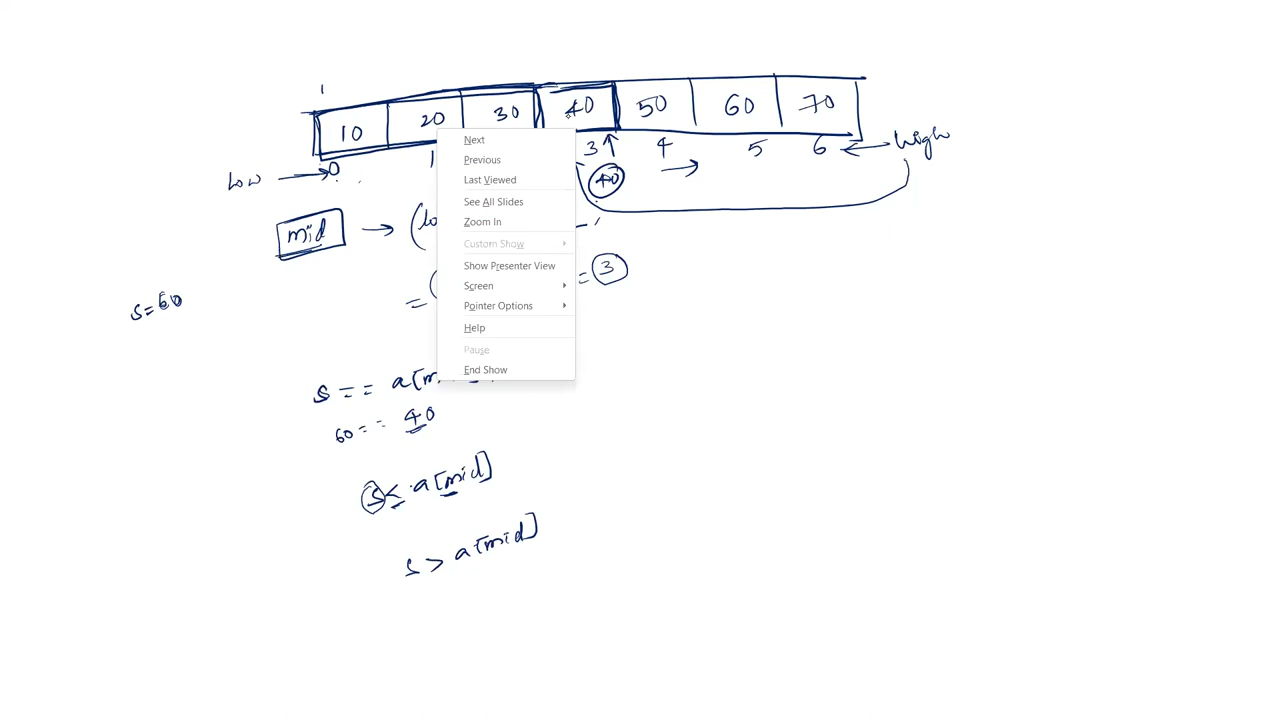 10 20 30 40 50 60 70
0 1 3 4 5 6 high
Low
40
mid
= 3
=
s=60
s == a[m
60 == 40
s < a[mid]
s > a[mid]
Next
Previous
Last Viewed
See All Slides
Zoom In
Custom Show
Show Presenter View
Screen
Pointer Options
Help
Pause
End Show